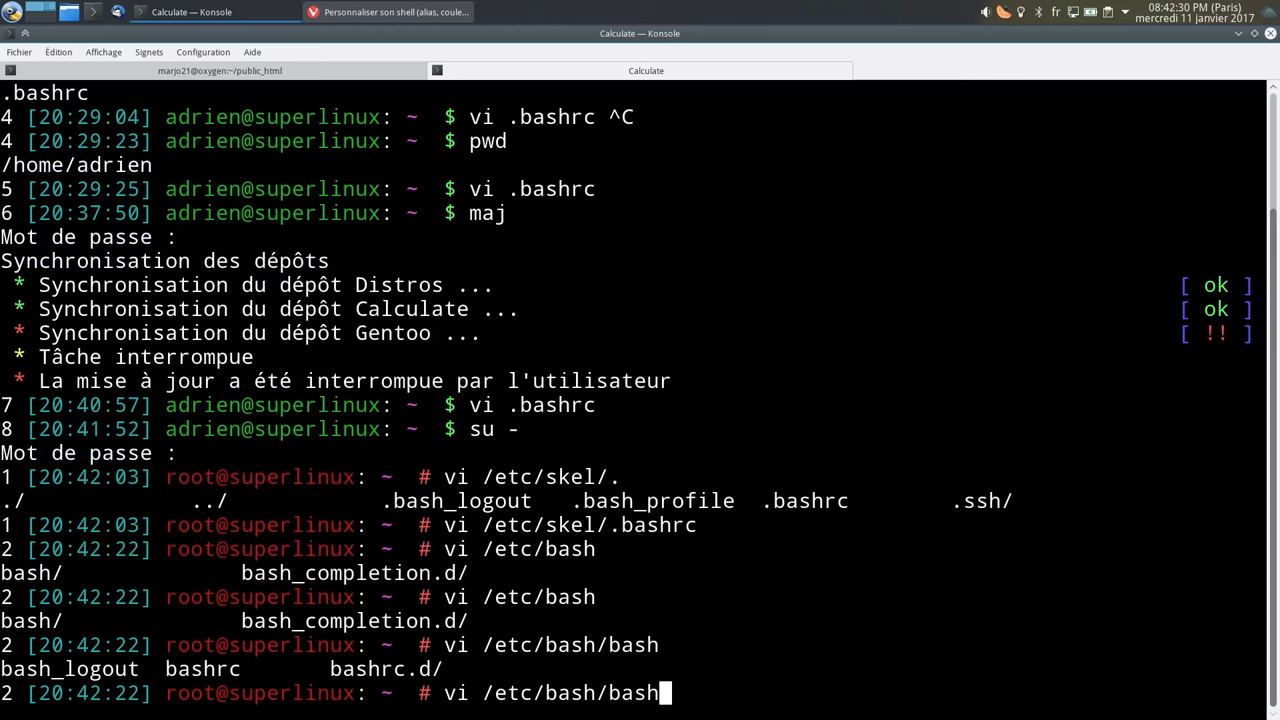 Calculate — Konsole
Personnaliser son shell (alias, coule...
fr
08:42:30 PM (Paris)
mercredi 11 janvier 2017
Calculate — Konsole
Fichier Édition Affichage Signets Configuration Aide
marjo21@oxygen:~/public_html
Calculate
.bashrc
4 [20:29:04] adrien@superlinux: ~ $ vi .bashrc ^C
4 [20:29:23] adrien@superlinux: ~ $ pwd
/home/adrien
5 [20:29:25] adrien@superlinux: ~ $ vi .bashrc
6 [20:37:50] adrien@superlinux: ~ $ maj
Mot de passe :
Synchronisation des dépôts
* Synchronisation du dépôt Distros ... [ ok ]
* Synchronisation du dépôt Calculate ... [ ok ]
* Synchronisation du dépôt Gentoo ... [ !! ]
* Tâche interrompue
* La mise à jour a été interrompue par l'utilisateur
7 [20:40:57] adrien@superlinux: ~ $ vi .bashrc
8 [20:41:52] adrien@superlinux: ~ $ su -
Mot de passe :
1 [20:42:03] root@superlinux: ~ # vi /etc/skel/.
./ ../ .bash_logout .bash_profile .bashrc .ssh/
1 [20:42:03] root@superlinux: ~ # vi /etc/skel/.bashrc
2 [20:42:22] root@superlinux: ~ # vi /etc/bash
bash/ bash_completion.d/
2 [20:42:22] root@superlinux: ~ # vi /etc/bash
bash/ bash_completion.d/
2 [20:42:22] root@superlinux: ~ # vi /etc/bash/bash
bash_logout bashrc bashrc.d/
2 [20:42:22] root@superlinux: ~ # vi /etc/bash/bash